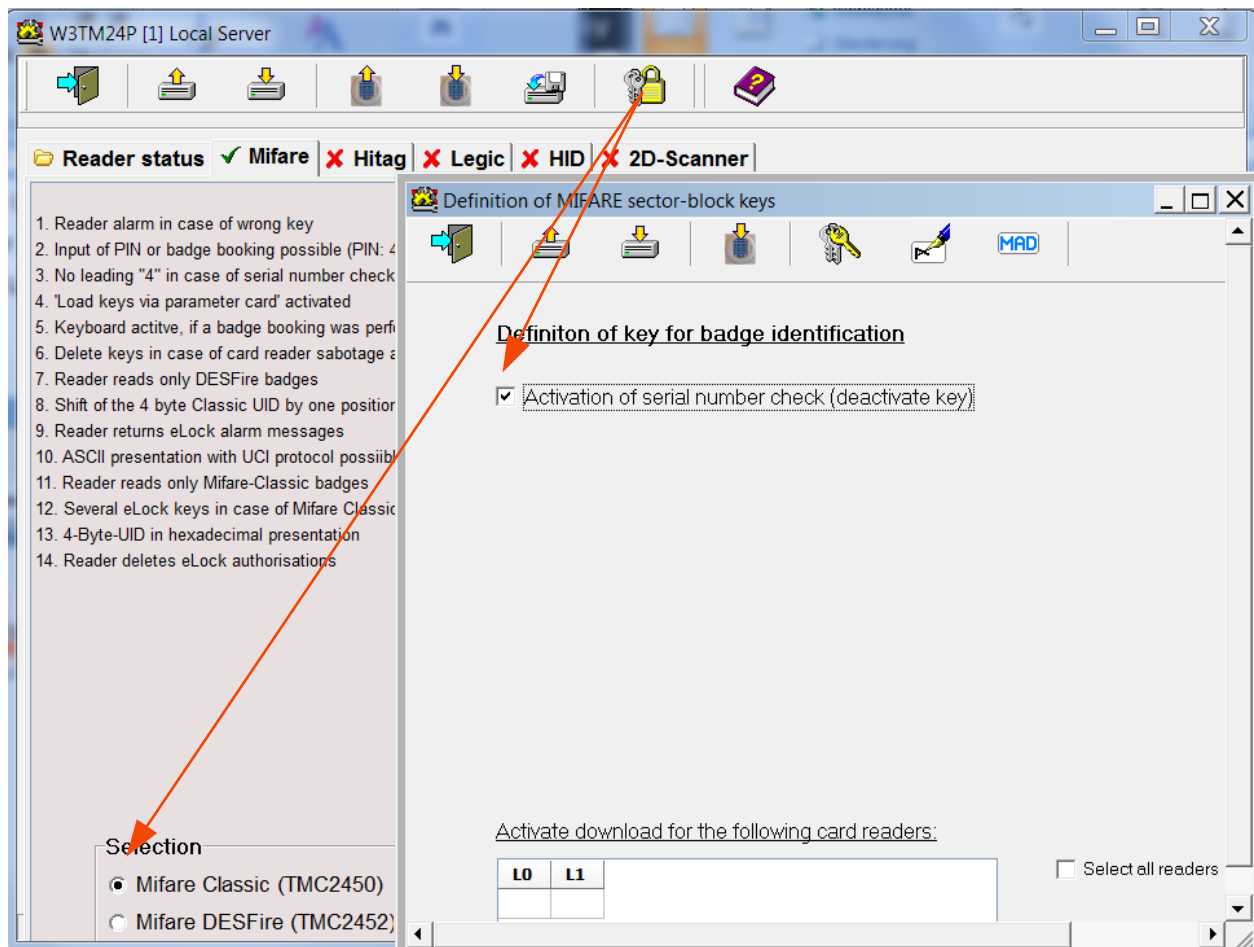 W3TM24P [1] Local Server
Reader status Mifare Hitag Legic HID 2D-Scanner
1. Reader alarm in case of wrong key
2. Input of PIN or badge booking possible (PIN: 4
3. No leading "4" in case of serial number check
4. 'Load keys via parameter card' activated
5. Keyboard actitve, if a badge booking was perfo
6. Delete keys in case of card reader sabotage a
7. Reader reads only DESFire badges
8. Shift of the 4 byte Classic UID by one position
9. Reader returns eLock alarm messages
10. ASCII presentation with UCI protocol possiibl
11. Reader reads only Mifare-Classic badges
12. Several eLock keys in case of Mifare Classic
13. 4-Byte-UID in hexadecimal presentation
14. Reader deletes eLock authorisations
Selection
Mifare Classic (TMC2450)
Mifare DESFire (TMC2452)
Definition of MIFARE sector-block keys
MAD
Definiton of key for badge identification
Activation of serial number check (deactivate key)
Activate download for the following card readers:
L0 L1
Select all readers